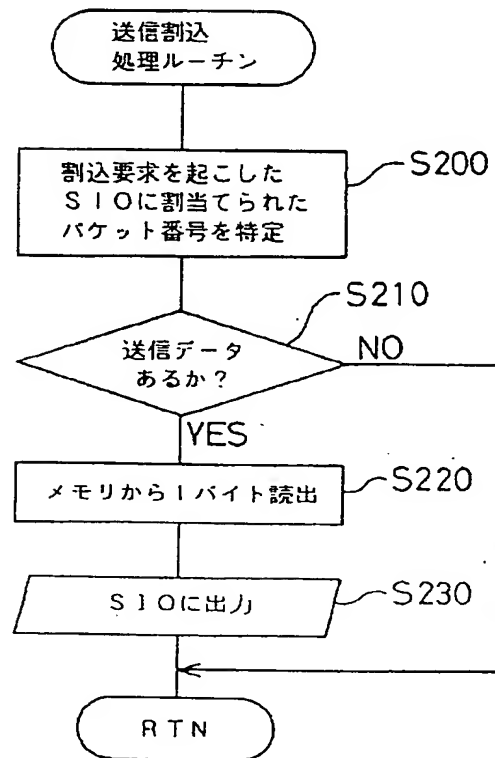 送信割込
処理ルーチン
割込要求を起こした
SIOに割当てられた
パケット番号を特定
S200
S210
送信データ
あるか？
NO
YES
メモリから1バイト読出
S220
SIOに出力
S230
RTN